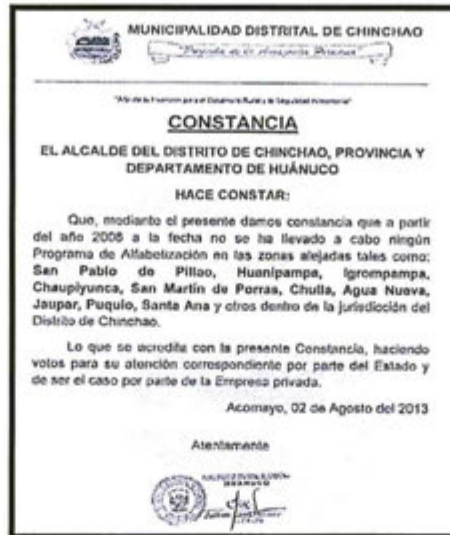 MUNICIPALIDAD DISTRITAL DE CHINCHAO
CONSTANCIA
EL ALCALDE DEL DISTRITO DE CHINCHAO, PROVINCIA Y
DEPARTAMENTO DE HUÁNUCO
HACE CONSTAR:
Que, mediante el presente damos constancia que a partir
del año 2008 a la fecha no se ha llevado a cabo ningún
Programa de Alfabetización en las zonas alejadas tales como:
San Pablo de Pillao, Huanipampa, Igrompampa,
Chaupiyunca, San Martín de Porras, Chulla, Agua Nueva,
Jaupar, Puquio, Santa Ana y otros dentro de la jurisdicción del
Distrito de Chinchao.
Lo que se acredita con la presente Constancia, haciendo
votos para su atención correspondiente por parte del Estado y
de ser el caso por parte de la Empresa privada.
Acomayo, 02 de Agosto del 2013
Atentamente